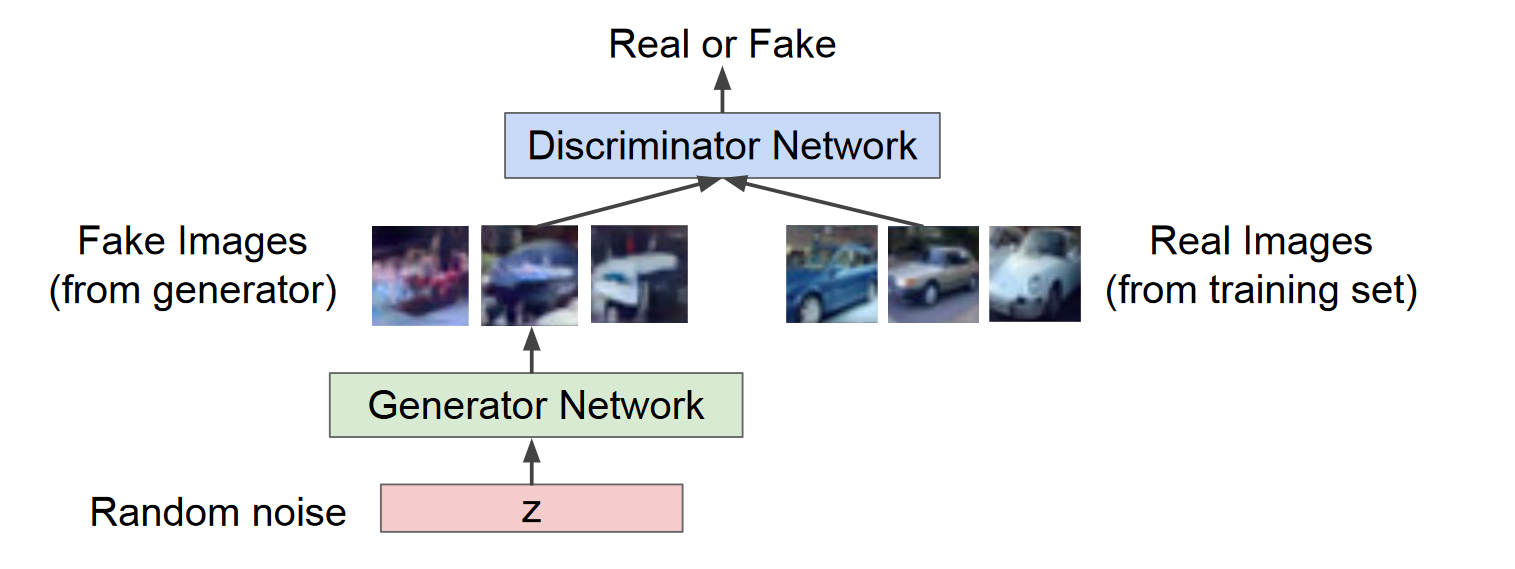 Real or Fake
Discriminator Network
Fake Images
(from generator)
Real Images
(from training set)
Generator Network
Random noise
z